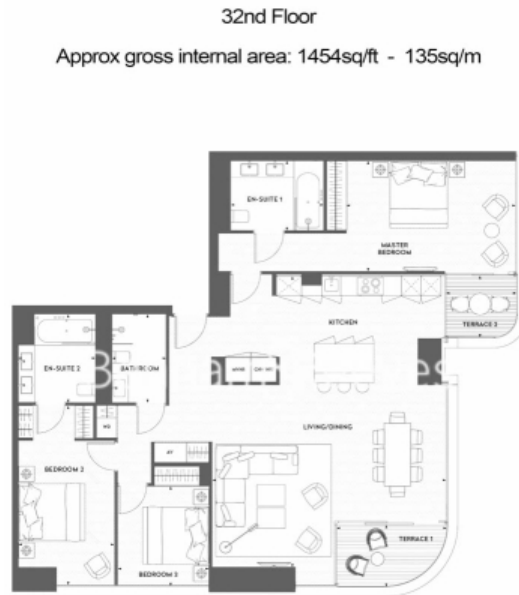 32nd Floor
Approx gross internal area: 1454sq/ft - 135sq/m
EN-SUITE 1
MASTER
BEDROOM
TERRACE 2
KITCHEN
EN-SUITE 2
BATHROOM
LIVING/DINING
BEDROOM 2
BEDROOM 3
TERRACE 1